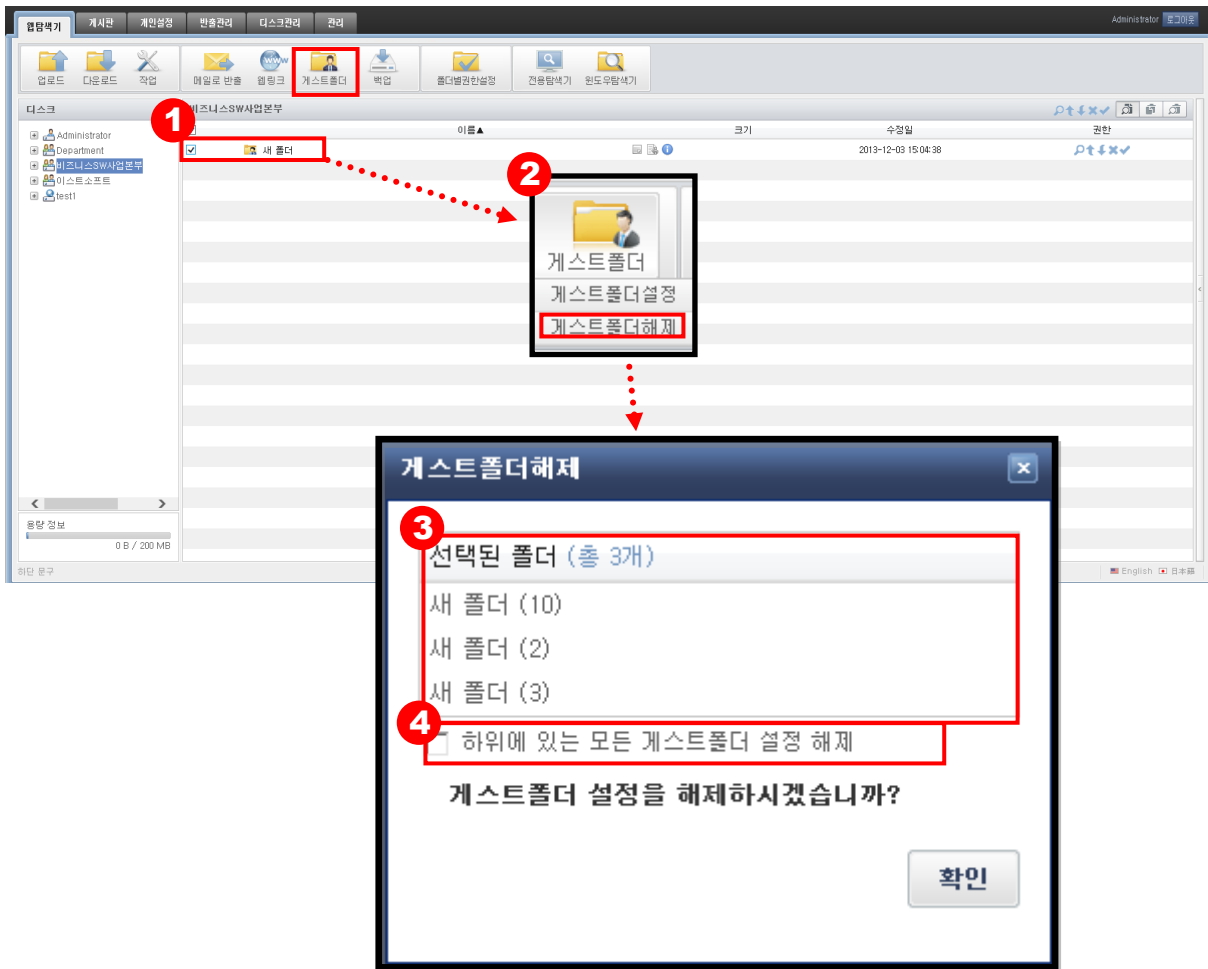 웹탐색기 게시판 개인설정 반출관리 디스크관리 관리 Administrator 로그아웃
업로드 다운로드 작업 메일로 반출 웹링크 게스트폴더 백업 폴더별권한설정 전용탐색기 윈도우탐색기
디스크
비즈니스SW사업본부
1
이름▲ 크기 수정일 권한
Administrator
Department
비즈니스SW사업본부
이스트소프트
test1
새 폴더 2013-12-03 15:04:38
2
게스트폴더
게스트폴더설정
게스트폴더해제
용량 정보
0 B / 200 MB
하단 문구
English 日本語
게스트폴더해제
3
선택된 폴더 (총 3개)
새 폴더 (10)
새 폴더 (2)
새 폴더 (3)
4
하위에 있는 모든 게스트폴더 설정 해제
게스트폴더 설정을 해제하시겠습니까?
확인